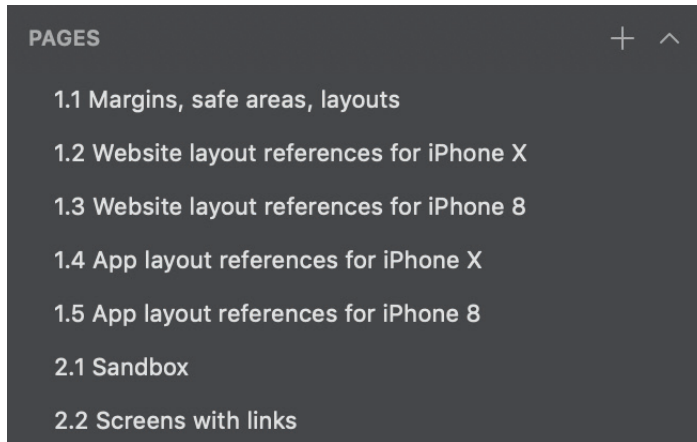 PAGES
1.1 Margins, safe areas, layouts
1.2 Website layout references for iPhone X
1.3 Website layout references for iPhone 8
1.4 App layout references for iPhone X
1.5 App layout references for iPhone 8
2.1 Sandbox
2.2 Screens with links